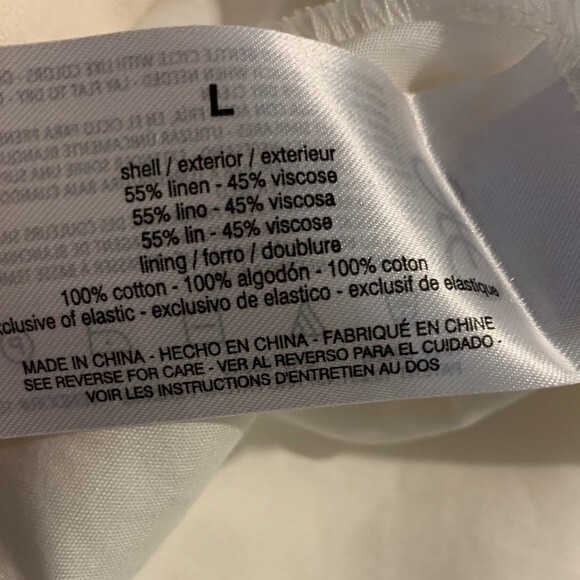 L
shell / exterior / exterieur
55% linen - 45% viscose
55% lino - 45% viscosa
55% lin - 45% viscose
lining / forro / doublure
100% cotton - 100% algodón - 100% coton
xclusive of elastic - exclusivo de elastico - exclusif de elastique
MADE IN CHINA - HECHO EN CHINA - FABRIQUÉ EN CHINE
SEE REVERSE FOR CARE - VER AL REVERSO PARA EL CUIDADO -
VOIR LES INSTRUCTIONS D'ENTRETIEN AU DOS